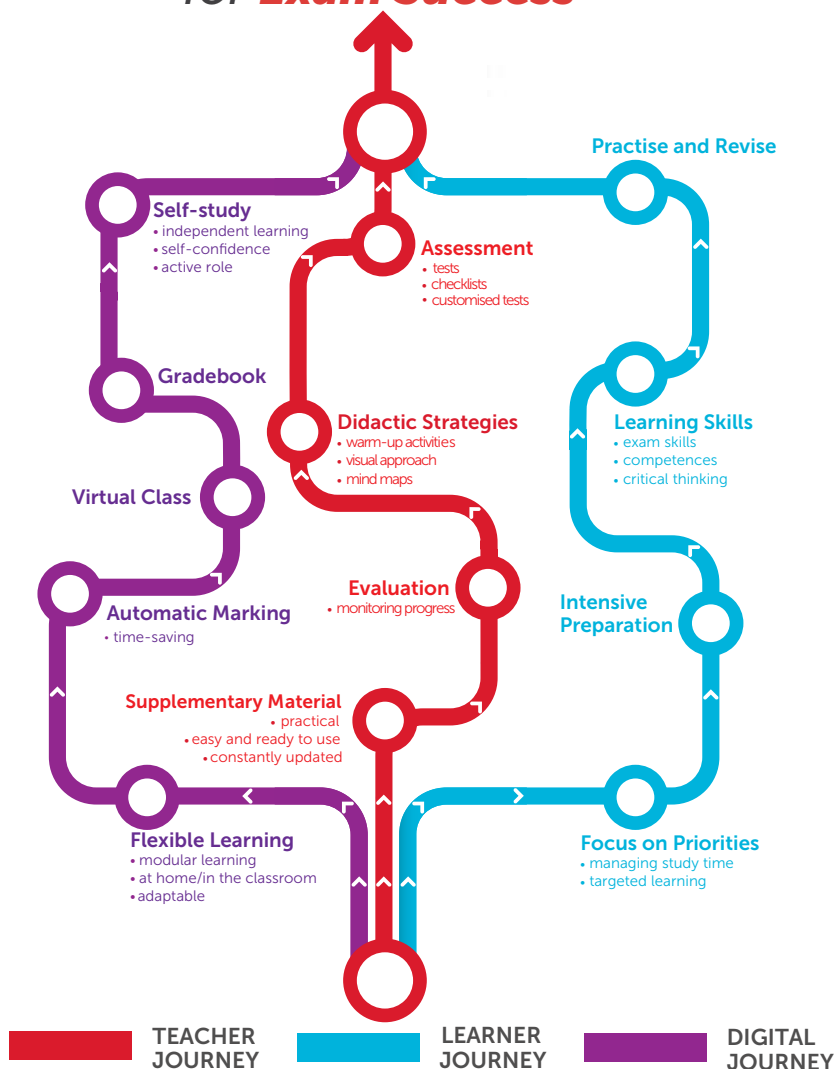 for Exam Success
Practise and Revise
Self-study
• independent learning
• self-confidence
• active role
Assessment
• tests
• checklists
• customised tests
Gradebook
Didactic Strategies
• warm-up activities
• visual approach
• mind maps
Learning Skills
• exam skills
• competences
• critical thinking
Virtual Class
Evaluation
• monitoring progress
Intensive
Preparation
Automatic Marking
• time-saving
Supplementary Material
• practical
• easy and ready to use
• constantly updated
Flexible Learning
• modular learning
• at home/in the classroom
• adaptable
Focus on Priorities
• managing study time
• targeted learning
TEACHER
JOURNEY
LEARNER
JOURNEY
DIGITAL
JOURNEY